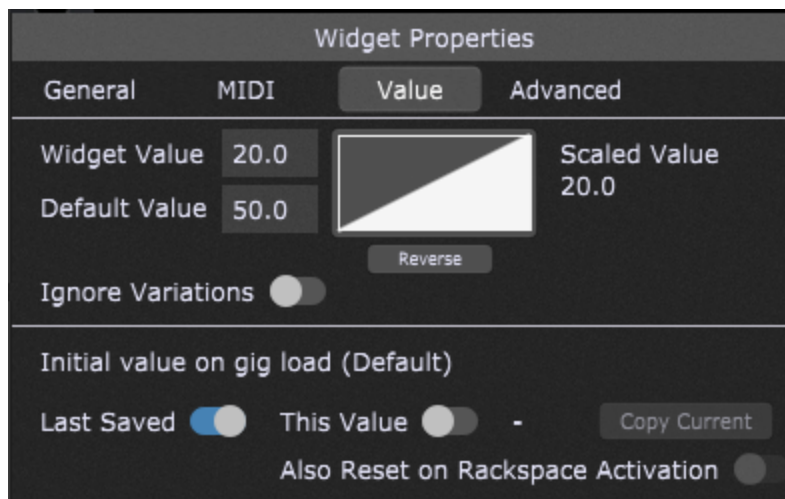 Widget Properties
General MIDI Value Advanced
Widget Value 20.0 Scaled Value
20.0
Default Value 50.0
Reverse
Ignore Variations
Initial value on gig load (Default)
Last Saved This Value - Copy Current
Also Reset on Rackspace Activation